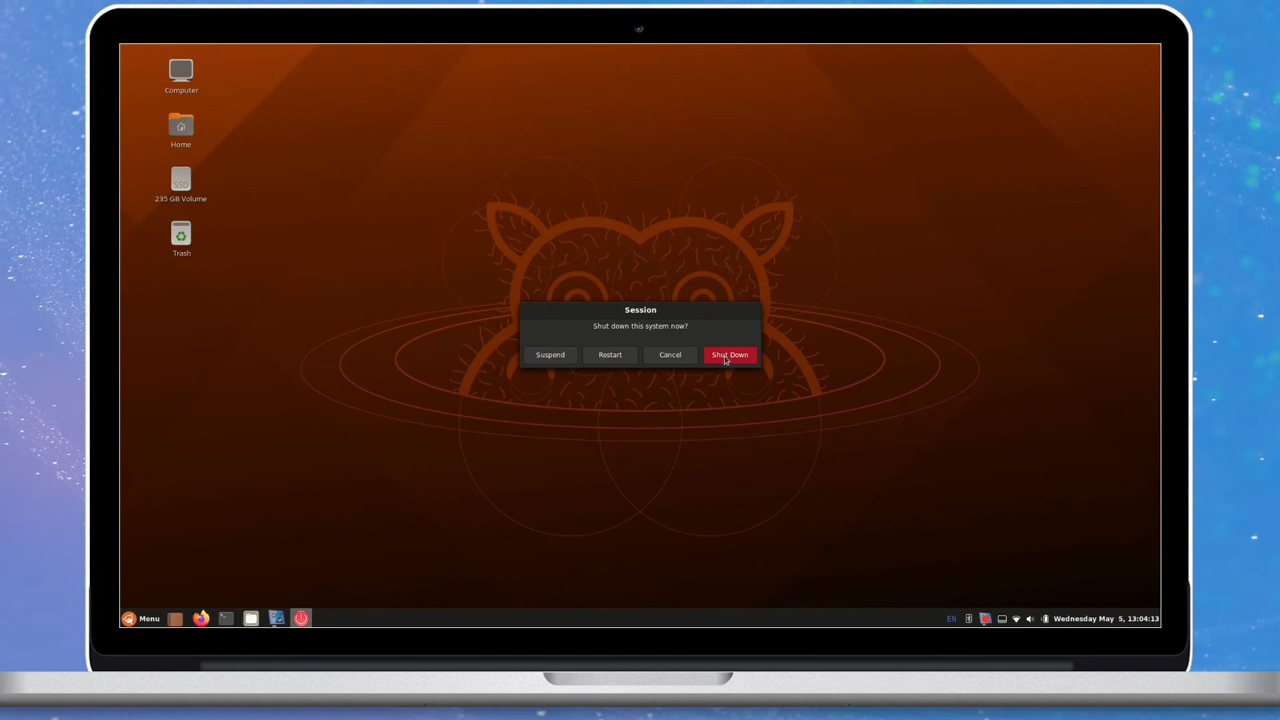 Computer
Home
SSD
235 GB Volume
Trash
Session
Shut down this system now?
Suspend Restart Cancel Shut Down
Menu EN Wednesday May 5, 13:04:13